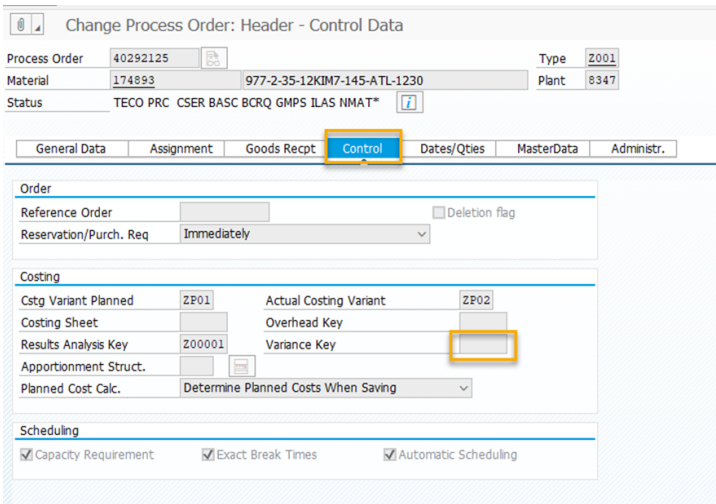 Change Process Order: Header - Control Data
Process Order 40292125 Type Z001
Material 174893 977-2-35-12KIM7-145-ATL-1230 Plant 8347
Status TECO PRC CSER BASC BCRQ GMPS ILAS NMAT*
General Data Assignment Goods Recpt Control Dates/Qties MasterData Administr.
Order
Reference Order Deletion flag
Reservation/Purch. Req Immediately
Costing
Cstg Variant Planned ZP01 Actual Costing Variant ZP02
Costing Sheet Overhead Key
Results Analysis Key Z00001 Variance Key
Apportionment Struct.
Planned Cost Calc. Determine Planned Costs When Saving
Scheduling
Capacity Requirement Exact Break Times Automatic Scheduling